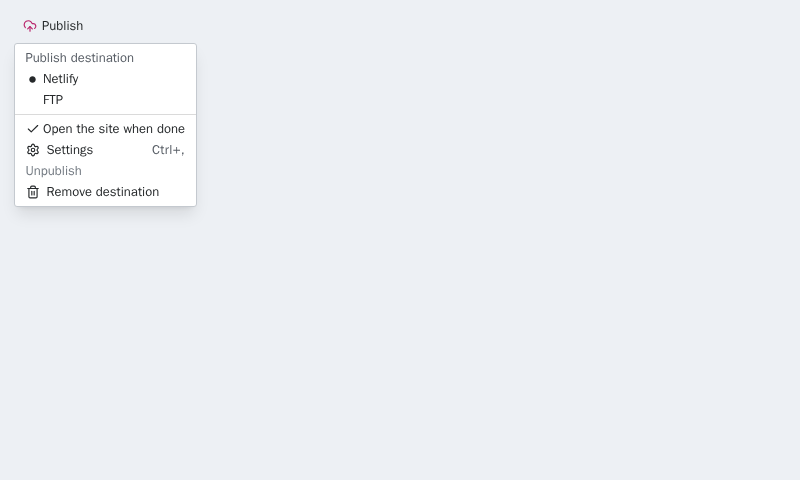 Publish
Publish destination
Netlify
FTP
Open the site when done
Settings Ctrl+,
Unpublish
Remove destination